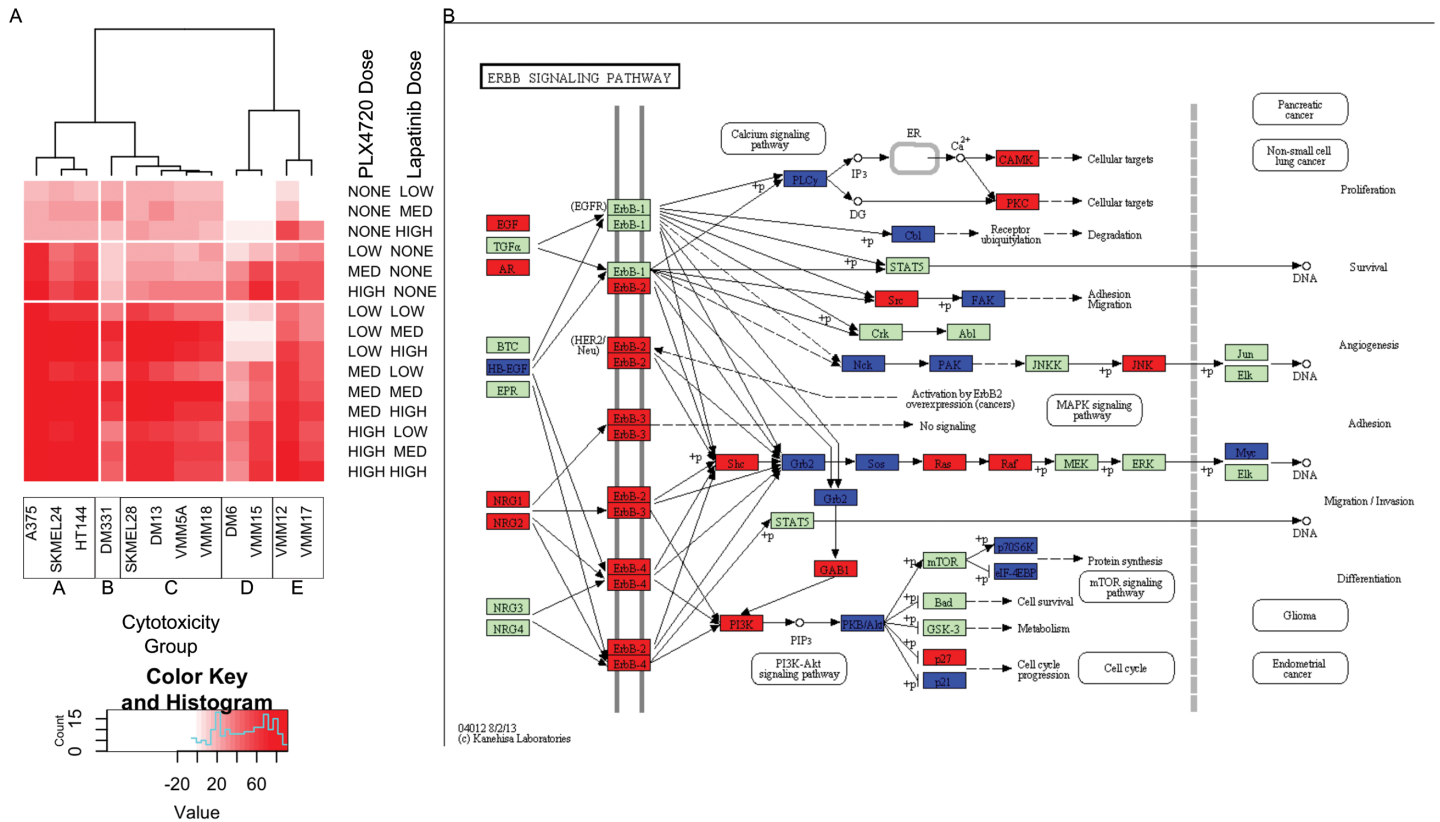 A
PLX4720 Dose
Lapatinib Dose
NONE LOW
NONE MED
NONE HIGH
LOW NONE
MED NONE
HIGH NONE
LOW LOW
LOW MED
LOW HIGH
MED LOW
MED MED
MED HIGH
HIGH LOW
HIGH MED
HIGH HIGH
A375
SKMEL24
HT144
DM331
SKMEL28
DM13
VMM5A
VMM18
DM6
VMM15
VMM12
VMM17
A B C D E
Cytotoxicity
Group
Color Key
and Histogram
Count
0 15
-20 20 60
Value
B
ERBB SIGNALING PATHWAY
Calcium signaling
pathway
ER
Ca2+
IP3
DG
+p
PLCγ
CAMK
Cellular targets
PKC
Cellular targets
Pancreatic
cancer
Non-small cell
lung cancer
Proliferation
(EGFR)
ErbB-1
ErbB-1
EGF
TGFα
AR
+p
Cbl
Receptor
ubiquitylation
Degradation
ErbB-1
ErbB-2
+p
STAT5
DNA
Survival
Src
+p
FAK
Adhesion
Migration
+p
Crk
Abl
Angiogenesis
BTC
HB-EGF
EPR
(HER2/
Neu)
ErbB-2
ErbB-2
Nck
PAK
JNKK
+p
JNK
+p
Jun
Elk
DNA
Activation by ErbB2
overexpression (cancers)
MAPK signaling
pathway
ErbB-3
ErbB-3
No signaling
Adhesion
+p
Shc
Grb2
Sos
Ras
Raf
+p
MEK
+p
ERK
+p
Myc
Elk
DNA
NRG1
NRG2
ErbB-2
ErbB-3
Grb2
Migration / Invasion
STAT5
+p
DNA
ErbB-4
ErbB-4
GAB1
+p
mTOR
+p
p70S6K
+p
eIF-4EBP
Protein synthesis
mTOR signaling
pathway
Differentiation
NRG3
NRG4
PI3K
PIP3
PKB/Akt
+p
Bad
Cell survival
+p
GSK-3
Metabolism
Glioma
ErbB-2
ErbB-4
PI3K-Akt
signaling pathway
+p
p27
+p
p21
Cell cycle
progression
Cell cycle
Endometrial
cancer
04012 8/2/13
(c) Kanehisa Laboratories